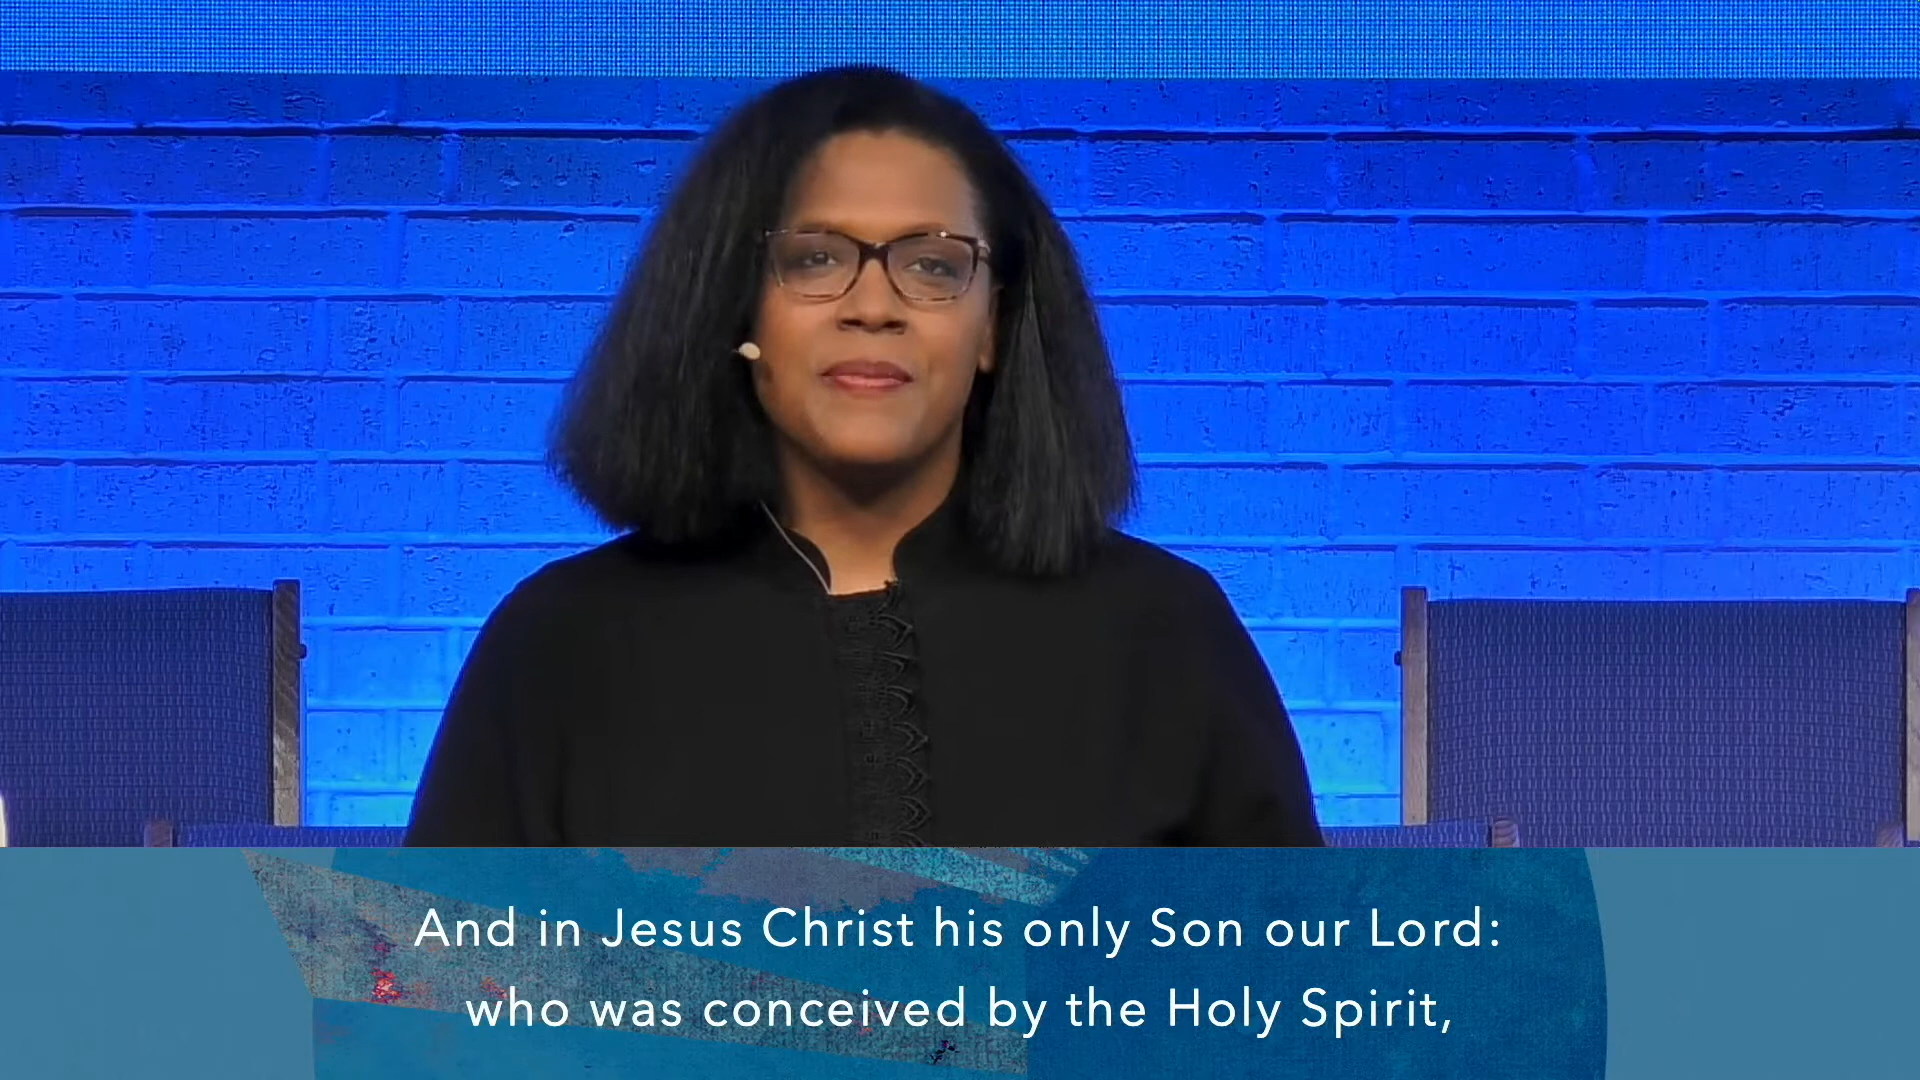 And in Jesus Christ his only Son our Lord:
who was conceived by the Holy Spirit,